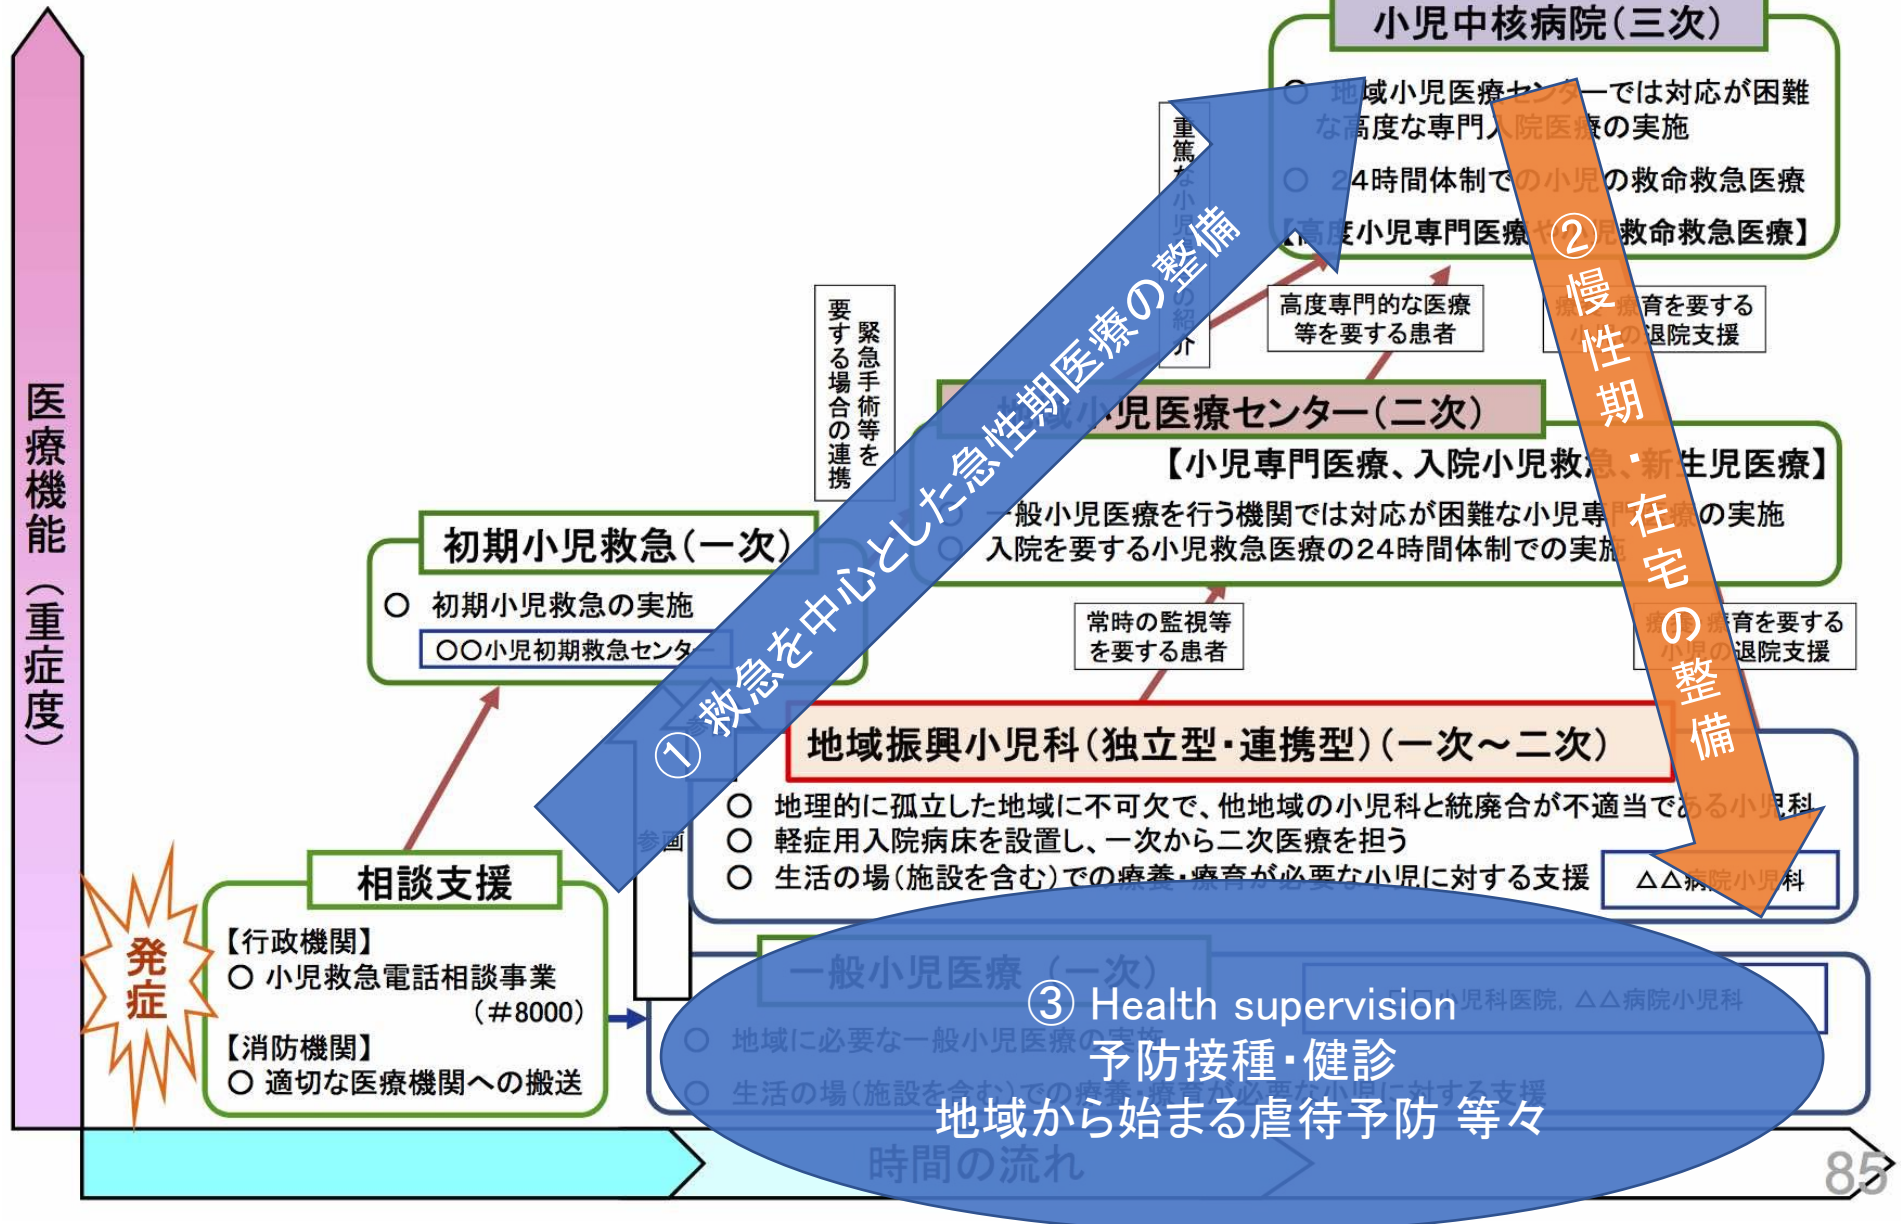 小児中核病院(三次)
○ 地域小児医療センターでは対応が困難
な高度な専門入院医療の実施
○ 24時間体制での小児の救命救急医療
【高度小児専門医療や小児救命救急医療】
重篤な小児
の紹介
高度専門的な医療
等を要する患者
療育を要する
小児の退院支援
緊急手術等を
要する場合の連携
地域小児医療センター(二次)
【小児専門医療、入院小児救急、新生児医療】
○ 一般小児医療を行う機関では対応が困難な小児専門医療の実施
○ 入院を要する小児救急医療の24時間体制での実施
初期小児救急(一次)
○ 初期小児救急の実施
○○小児初期救急センター
常時の監視等
を要する患者
療養・療育を要する
小児の退院支援
地域振興小児科(独立型・連携型)(一次～二次)
○ 地理的に孤立した地域に不可欠で、他地域の小児科と統廃合が不適当である小児科
○ 軽症用入院病床を設置し、一次から二次医療を担う
○ 生活の場(施設を含む)での療養・療育が必要な小児に対する支援
△△病院小児科
参画
相談支援
【行政機関】
○ 小児救急電話相談事業
(#8000)
【消防機関】
○ 適切な医療機関への搬送
発症
一般小児医療 (一次)
小児科医院, △△病院小児科
○ 地域に必要な一般小児医療の実施
○ 生活の場(施設を含む)での療養・療育が必要な小児に対する支援
① 救急を中心とした急性期医療の整備
② 慢性期・在宅の整備
③ Health supervision
予防接種・健診
地域から始まる虐待予防 等々
医療機能(重症度)
時間の流れ
85